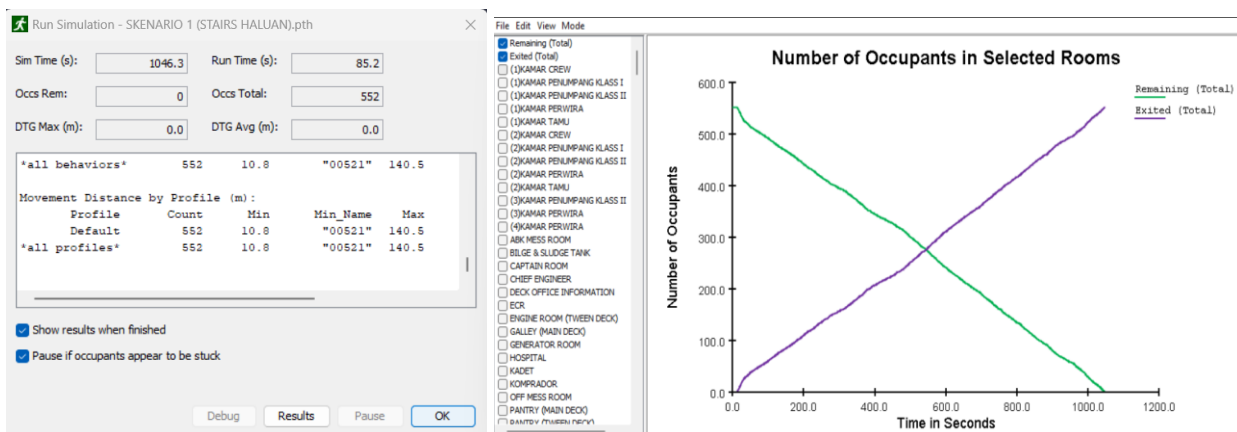 Run Simulation - SKENARIO 1 (STAIRS HALUAN).pth
Sim Time (s): 1046.3 Run Time (s): 85.2
Occs Rem: 0 Occs Total: 552
DTG Max (m): 0.0 DTG Avg (m): 0.0
*all behaviors* 552 10.8 "00521" 140.5
Movement Distance by Profile (m):
Profile Count Min Min_Name Max
Default 552 10.8 "00521" 140.5
*all profiles* 552 10.8 "00521" 140.5
Show results when finished
Pause if occupants appear to be stuck
Debug Results Pause OK
File Edit View Mode
Remaining (Total)
Exited (Total)
(1)KAMAR CREW
(1)KAMAR PENUMPANG KLASS I
(1)KAMAR PENUMPANG KLASS II
(1)KAMAR PERWIRA
(1)KAMAR TAMU
(2)KAMAR CREW
(2)KAMAR PENUMPANG KLASS I
(2)KAMAR PENUMPANG KLASS II
(2)KAMAR PERWIRA
(2)KAMAR TAMU
(3)KAMAR PENUMPANG KLASS II
(3)KAMAR PERWIRA
(4)KAMAR PERWIRA
ABK MESS ROOM
BILGE & SLUDGE TANK
CAPTAIN ROOM
CHIEF ENGINEER
DECK OFFICE INFORMATION
ECR
ENGINE ROOM (TWEEN DECK)
GALLEY (MAIN DECK)
GENERATOR ROOM
HOSPITAL
KADET
KOMPRADOR
OFF MESS ROOM
PANTRY (MAIN DECK)
PANTRY (TWEEN DECK)
Number of Occupants in Selected Rooms
Remaining (Total)
Exited (Total)
Number of Occupants
600.0
500.0
400.0
300.0
200.0
100.0
0.0
0.0 200.0 400.0 600.0 800.0 1000.0 1200.0
Time in Seconds